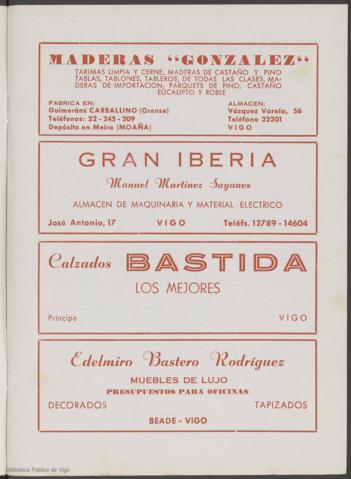 MADERAS "GONZALEZ"
TARIMAS LIMPIA Y CERNE, MADERAS DE CASTAÑO Y PINO
TABLAS, TABLONES, TABLEROS, DE TODAS LAS CLASES, MA-
DERAS DE IMPORTACION, PARQUETS DE PINO, CASTAÑO
EUCALIPTO Y ROBLE
FABRICA EN:
Guimeráns CARBALLINO (Orense)
Teléfonos: 22 - 245 - 209
Depósito en Meira (MOAÑA)
ALMACEN:
Vázquez Varela, 56
Teléfono 22201
VIGO
GRAN IBERIA
Manuel Martínez Sayanes
ALMACEN DE MAQUINARIA Y MATERIAL ELECTRICO
José Antonio, 17 VIGO Teléfs. 12789 - 14604
Calzados BASTIDA
LOS MEJORES
Príncipe VIGO
Edelmiro Bastero Rodríguez
MUEBLES DE LUJO
PRESUPUESTOS PARA OFICINAS
DECORADOS TAPIZADOS
BEADE - VIGO
Biblioteca Pública de Vigo